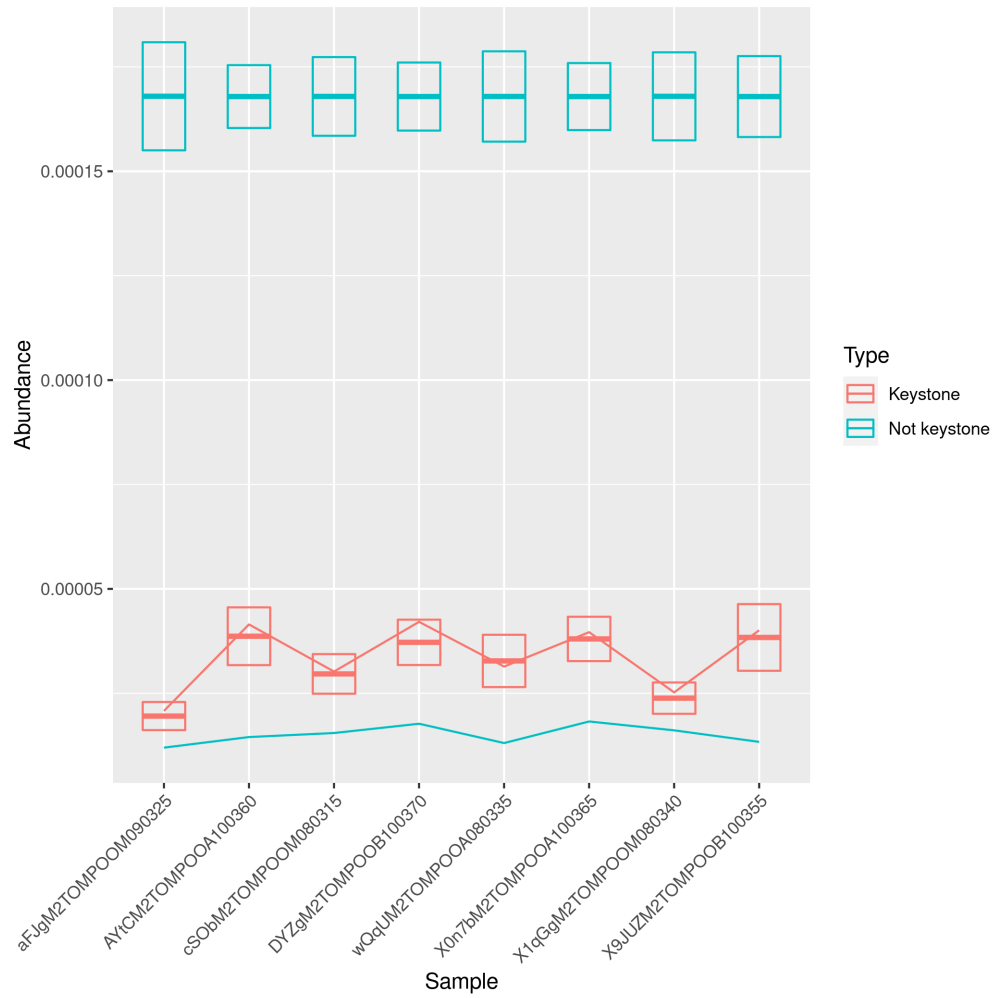 0.00015
0.00010
0.00005
Abundance
aFJgM2TOMPOOM090325
AYtCM2TOMPOOA100360
cSObM2TOMPOOM080315
DYZgM2TOMPOOB100370
wQqUM2TOMPOOA080335
X0n7bM2TOMPOOA100365
X1qGgM2TOMPOOM080340
X9JUZM2TOMPOOB100355
Sample
Type
Keystone
Not keystone